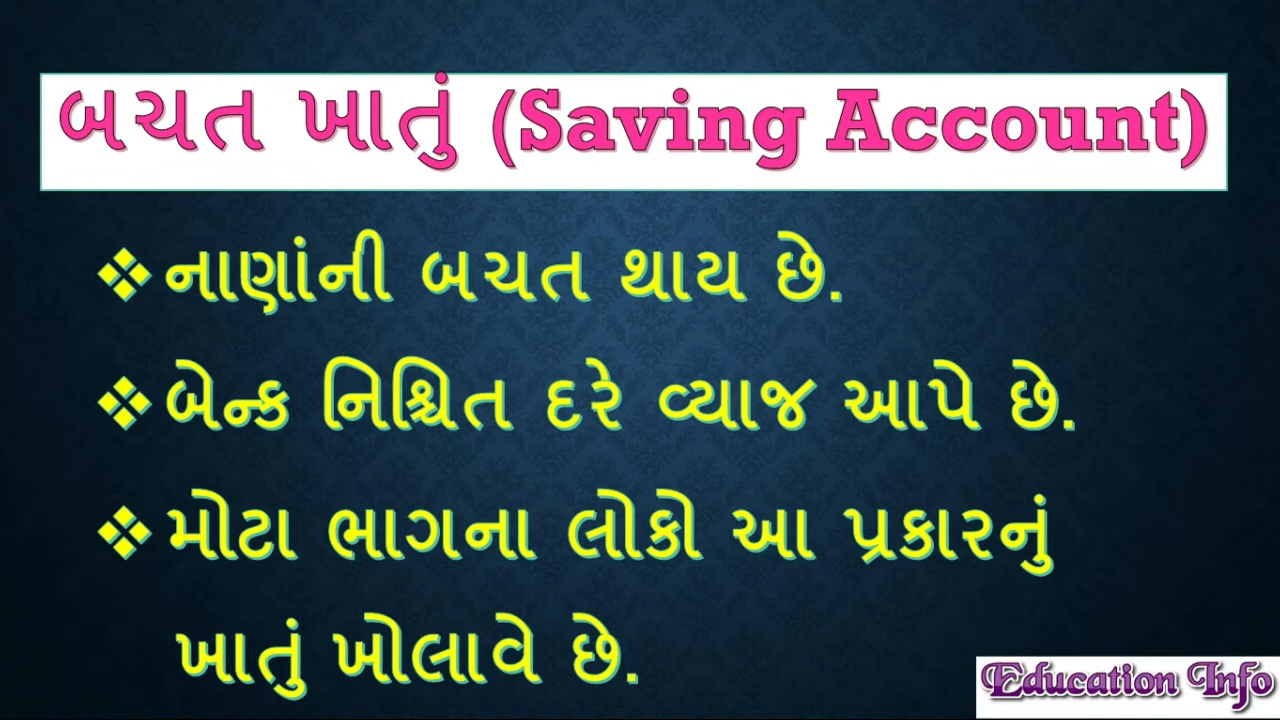 બચત ખાતું (Saving Account)
❖નાણાંની બચત થાય છે.
❖બેન્ક નિશ્ચિત દરે વ્યાજ આપે છે.
❖મોટા ભાગના લોકો આ પ્રકારનું
ખાતું ખોલાવે છે.
Education Info